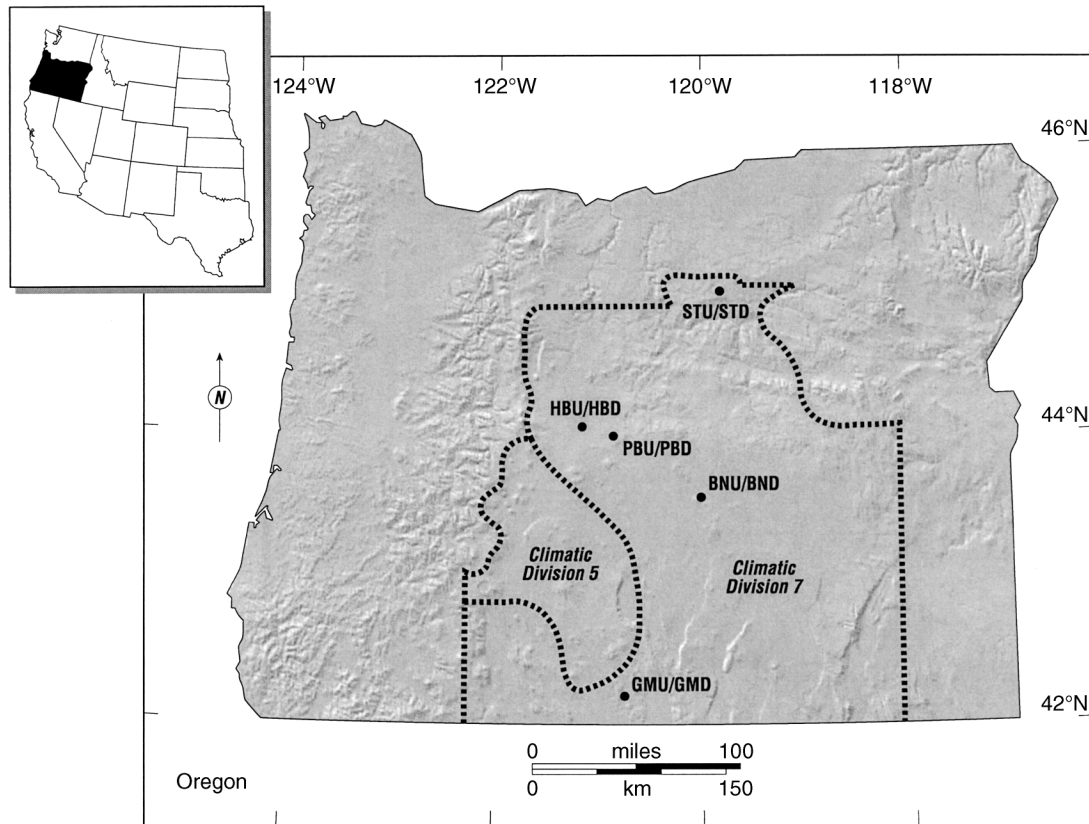 124°W
122°W
120°W
118°W
46°N
STU/STD
HBU/HBD
44°N
PBU/PBD
BNU/BND
Climatic
Division 5
Climatic
Division 7
GMU/GMD
42°N
N
0 miles 100
0 km 150
Oregon